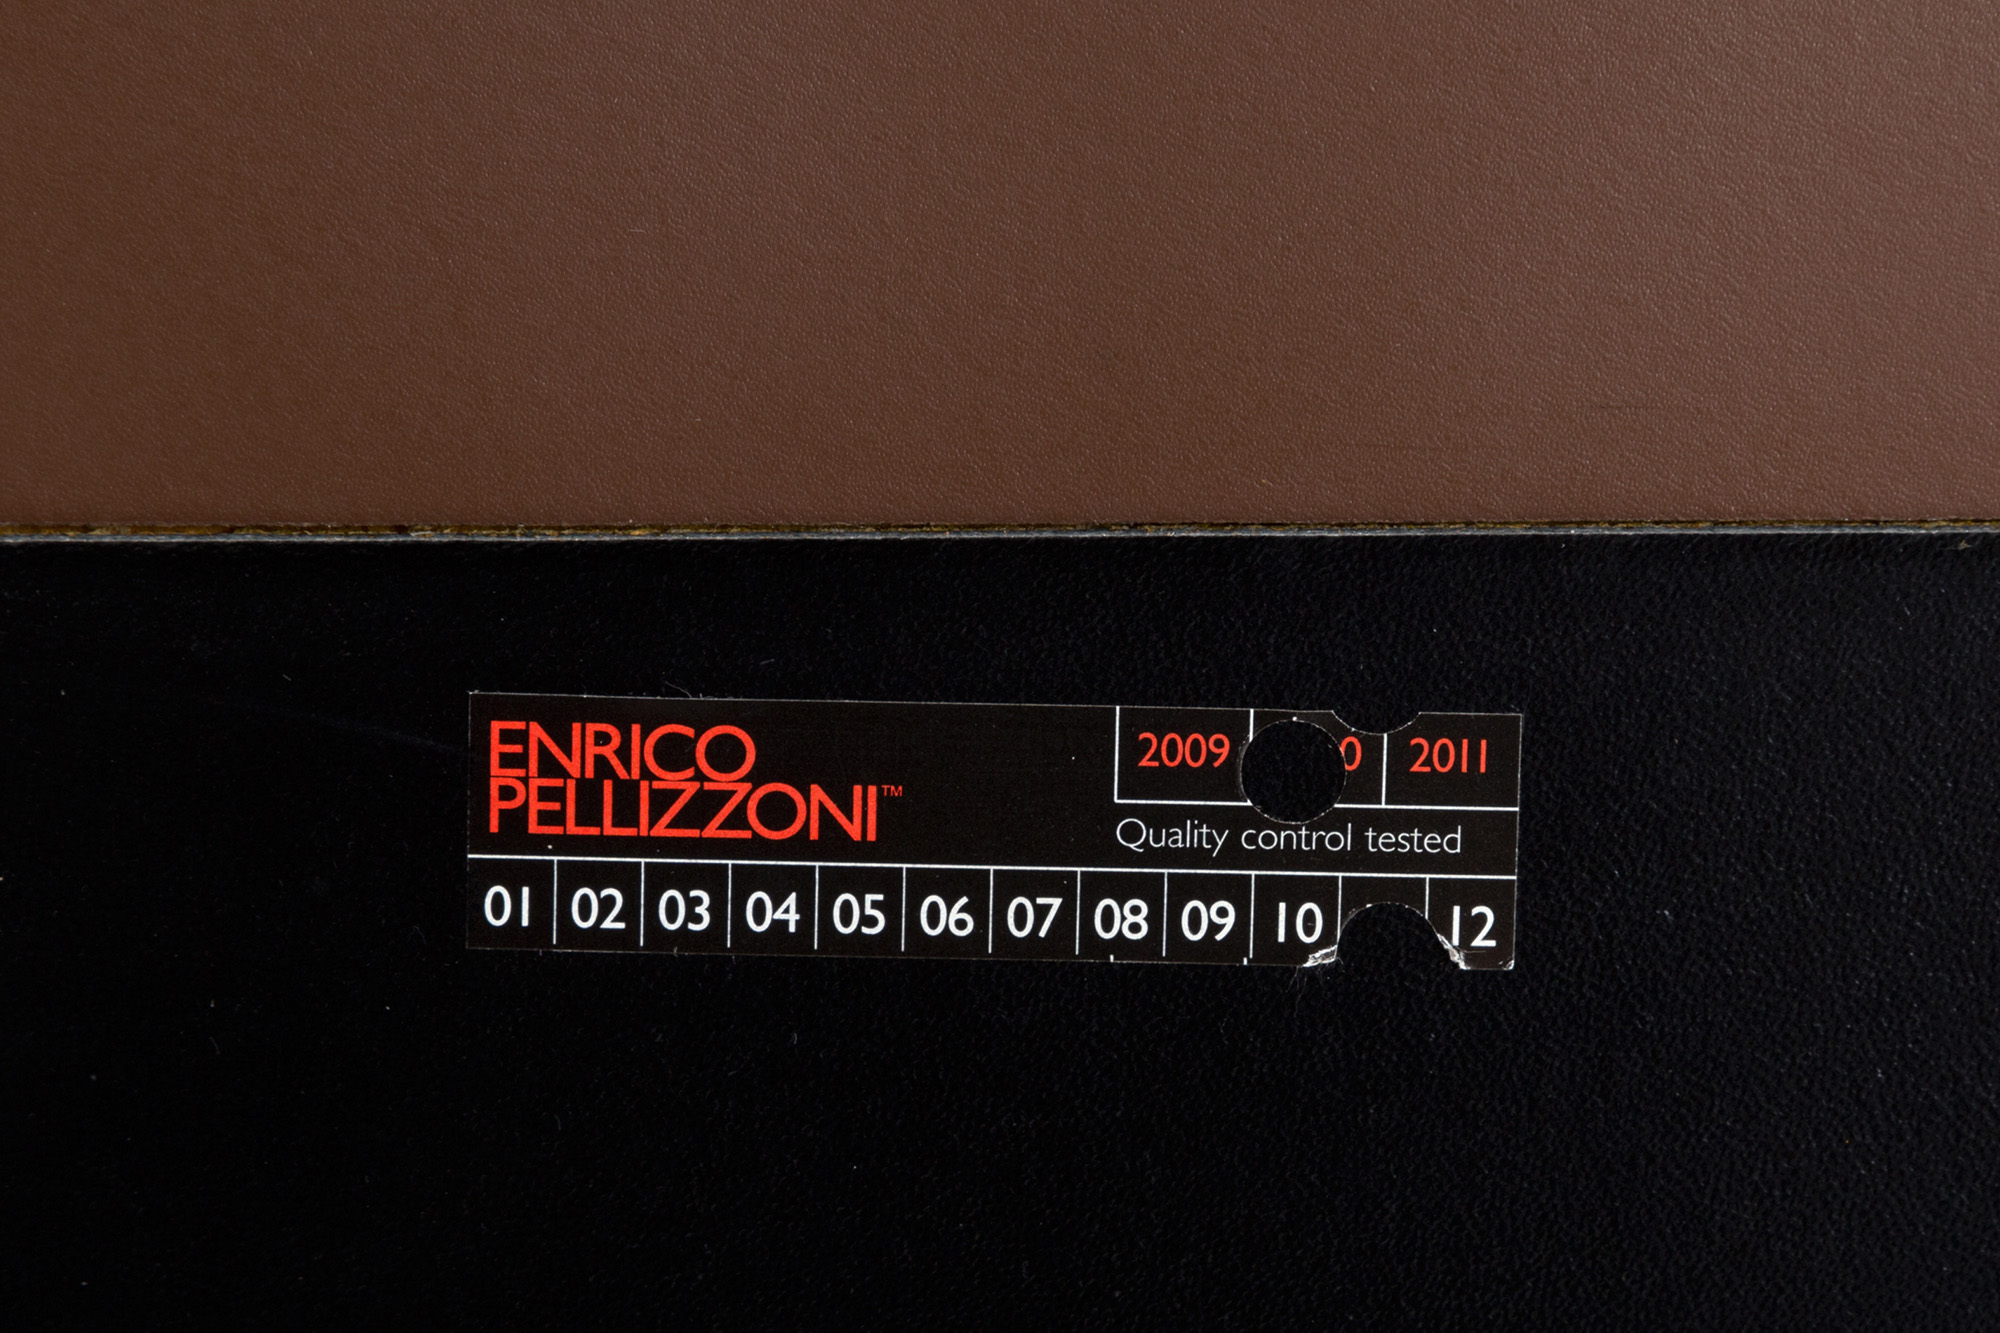 ENRICO
PELLIZZONI™
2009 2011
Quality control tested
01 02 03 04 05 06 07 08 09 10 12